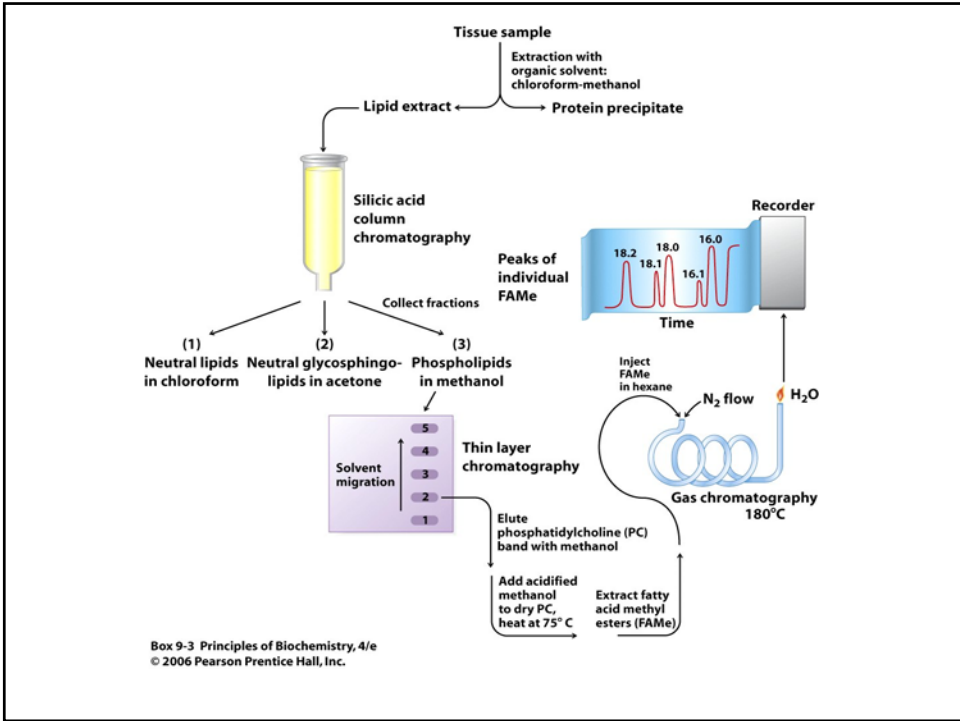 Tissue sample
Extraction with
organic solvent:
chloroform-methanol
Lipid extract
Protein precipitate
Silicic acid
column
chromatography
Recorder
Peaks of
individual
FAMe
18.2
18.1
18.0
16.1
16.0
Time
Collect fractions
(1)
Neutral lipids
in chloroform
(2)
Neutral glycosphingo-
lipids in acetone
(3)
Phospholipids
in methanol
Inject
FAMe
in hexane
N₂ flow
H₂O
Gas chromatography
180°C
Solvent
migration
5
4
3
2
1
Thin layer
chromatography
Elute
phosphatidylcholine (PC)
band with methanol
Add acidified
methanol
to dry PC,
heat at 75° C
Extract fatty
acid methyl
esters (FAMe)
Box 9-3 Principles of Biochemistry, 4/e
© 2006 Pearson Prentice Hall, Inc.